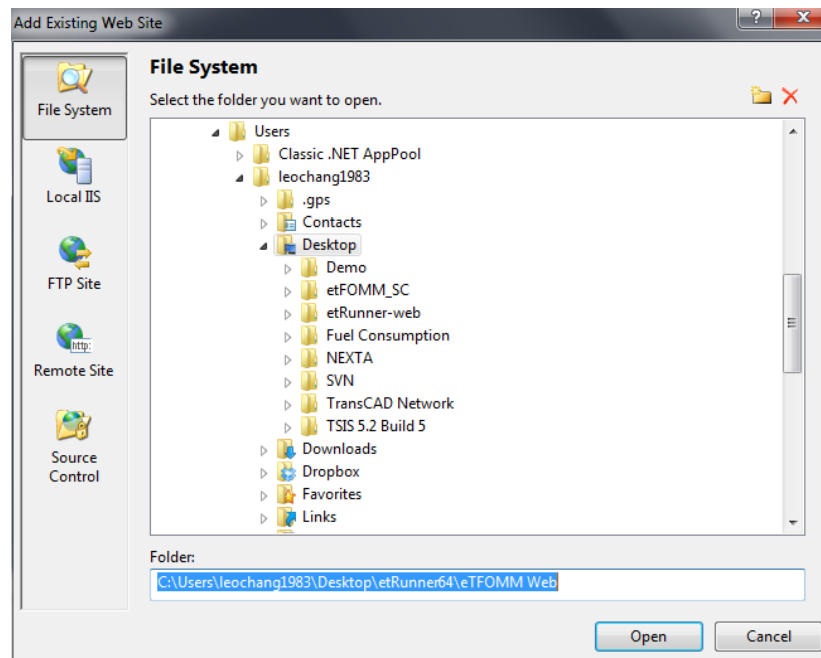 Add Existing Web Site
?
X
File System
Local IIS
FTP Site
http:
Remote Site
Source
Control
File System
Select the folder you want to open.
Users
Classic .NET AppPool
leochang1983
.gps
Contacts
Desktop
Demo
etFOMM_SC
etRunner-web
Fuel Consumption
NEXTA
SVN
TransCAD Network
TSIS 5.2 Build 5
Downloads
Dropbox
Favorites
Links
Folder:
C:\Users\leochang1983\Desktop\etRunner64\eTFOMM Web
Open
Cancel